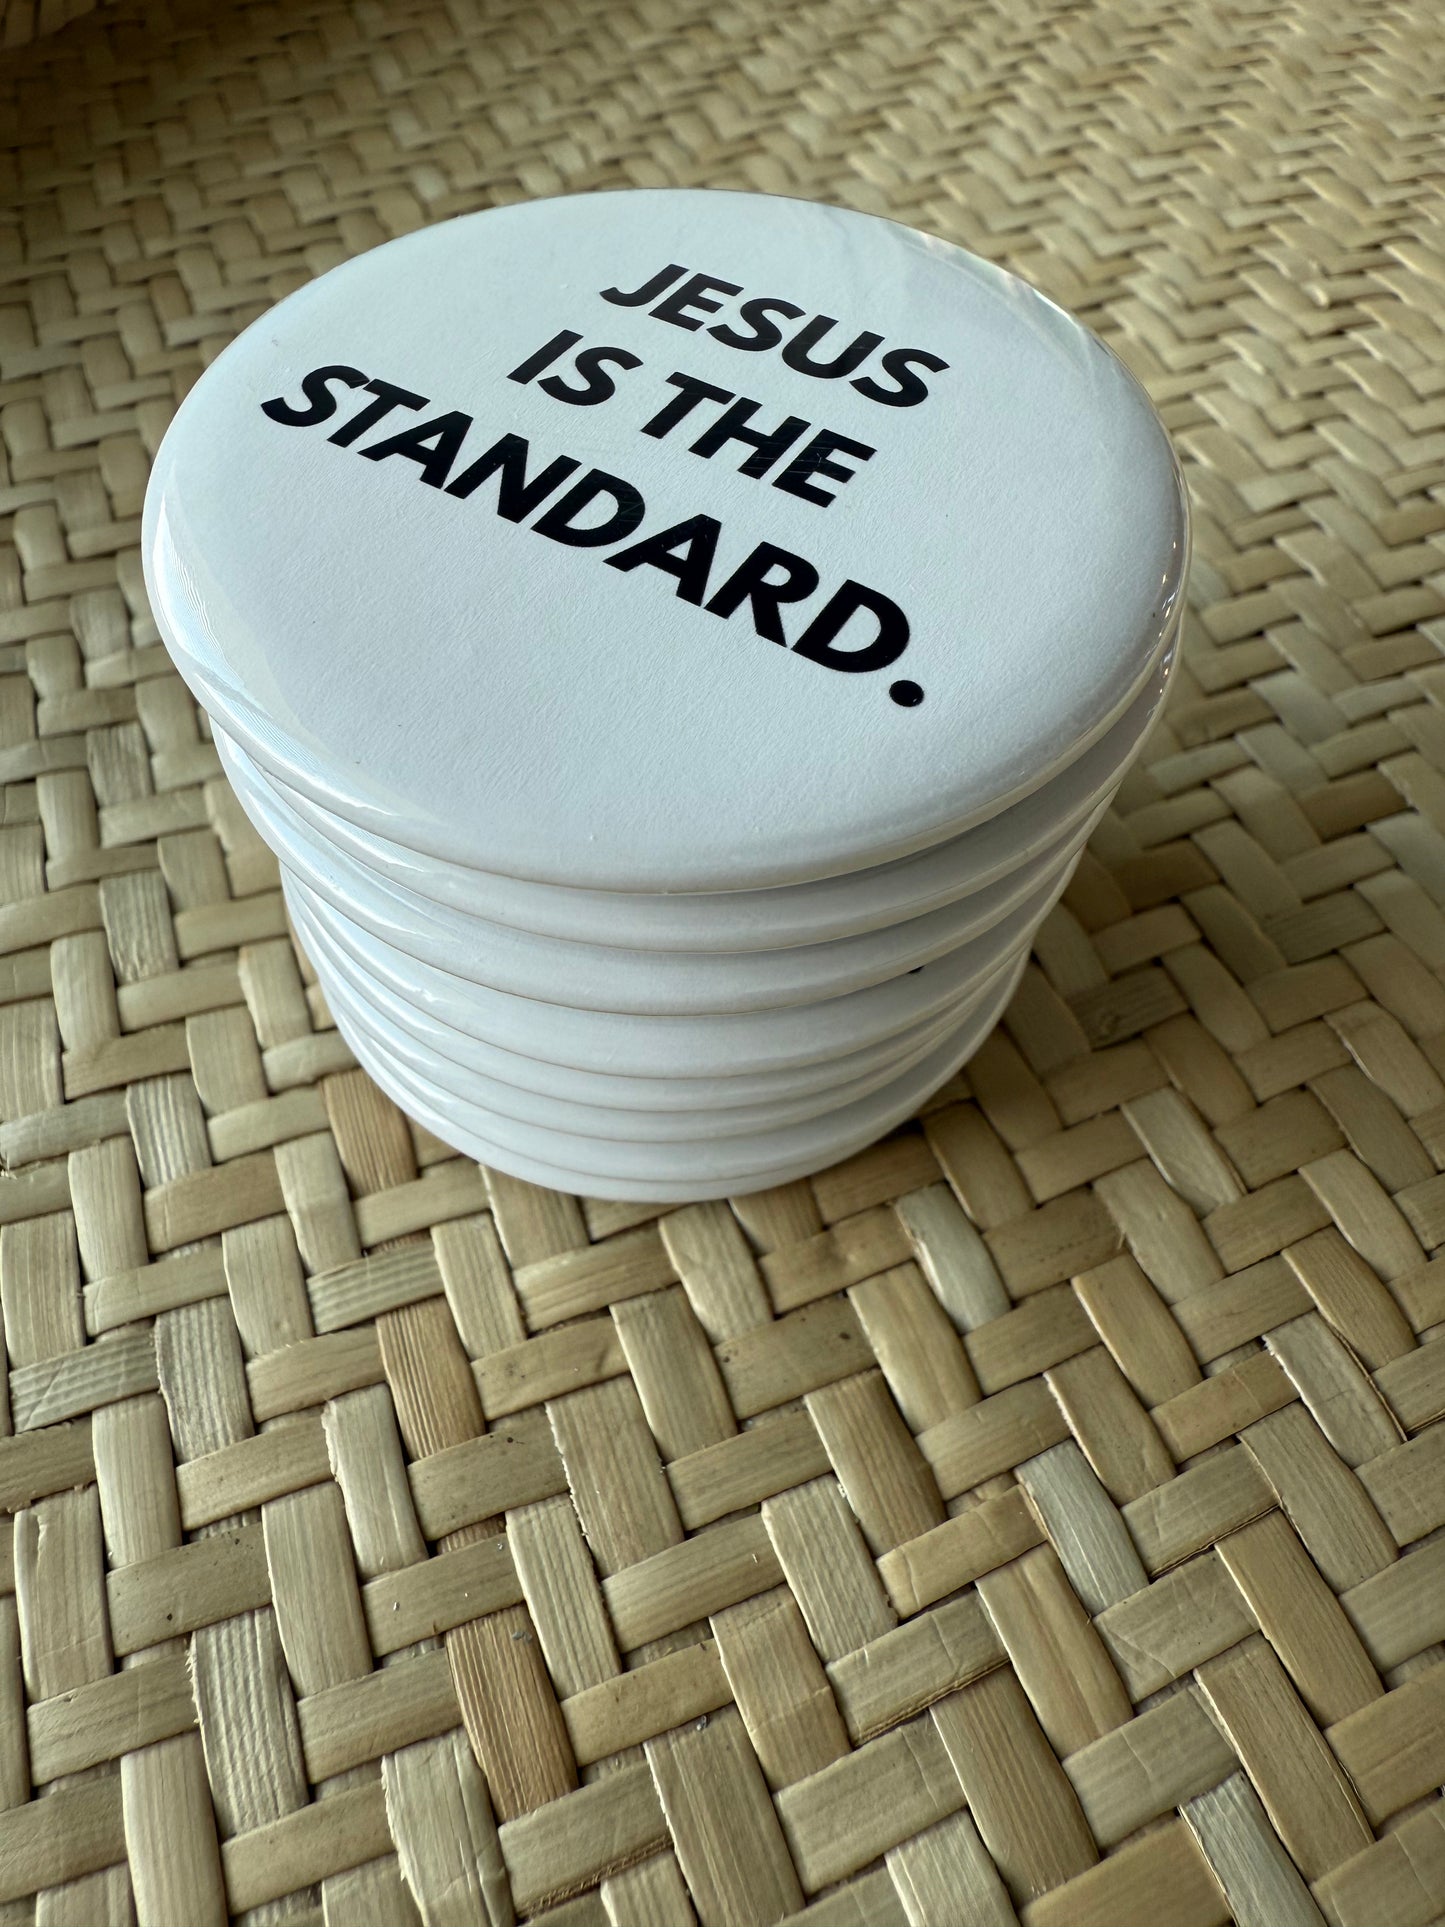 JESUS
IS THE
STANDARD.